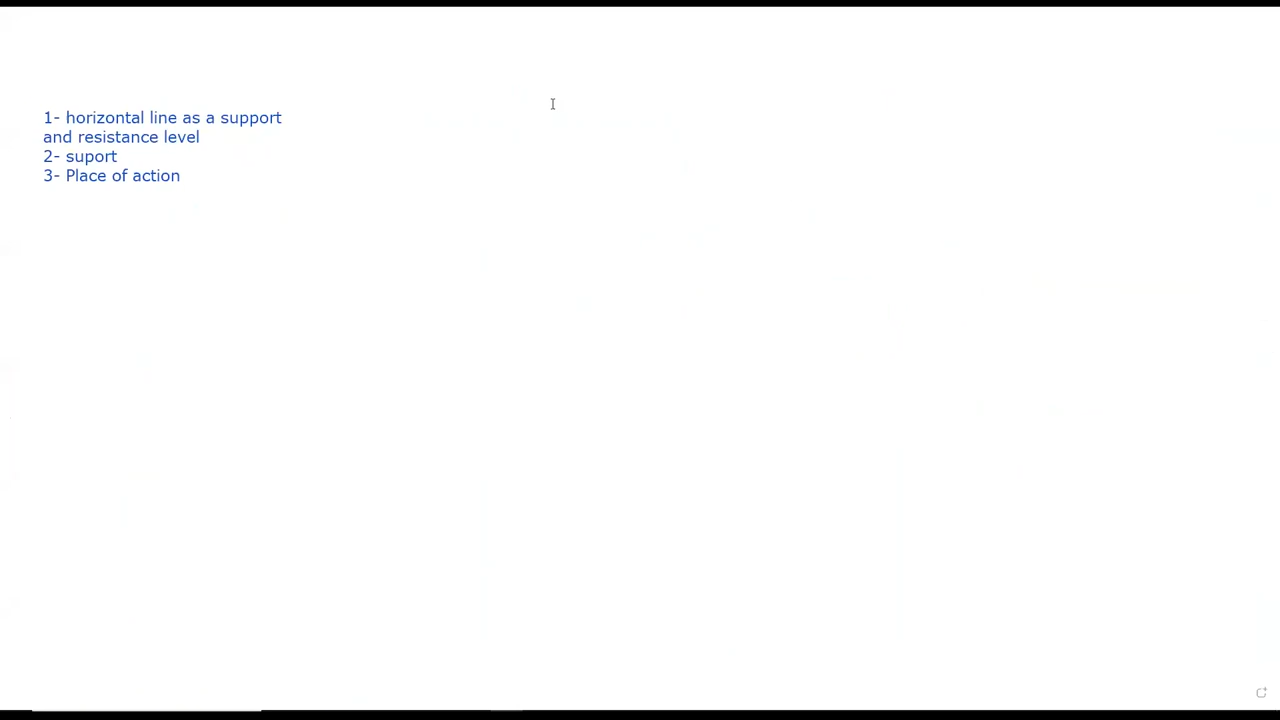 1- horizontal line as a support
and resistance level
2- suport
3- Place of action